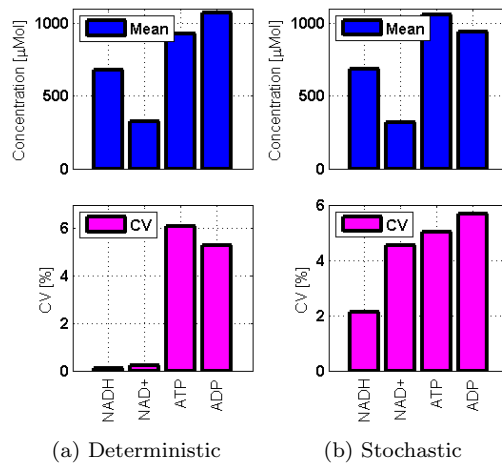 Concentration [μMol]
1000
500
0
Mean
Concentration [μMol]
1000
500
0
Mean
CV [%]
6
4
2
0
CV
NADH
NAD+
ATP
ADP
CV [%]
6
4
2
0
CV
NADH
NAD+
ATP
ADP
(a) Deterministic
(b) Stochastic